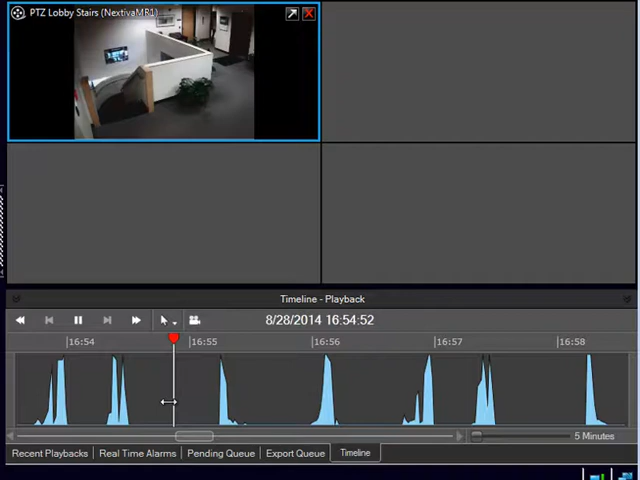 PTZ Lobby Stairs (NextivaMR1)
Timeline - Playback
8/28/2014 16:54:52
16:54 16:55 16:56 16:57 16:58
5 Minutes
Recent Playbacks Real Time Alarms Pending Queue Export Queue Timeline